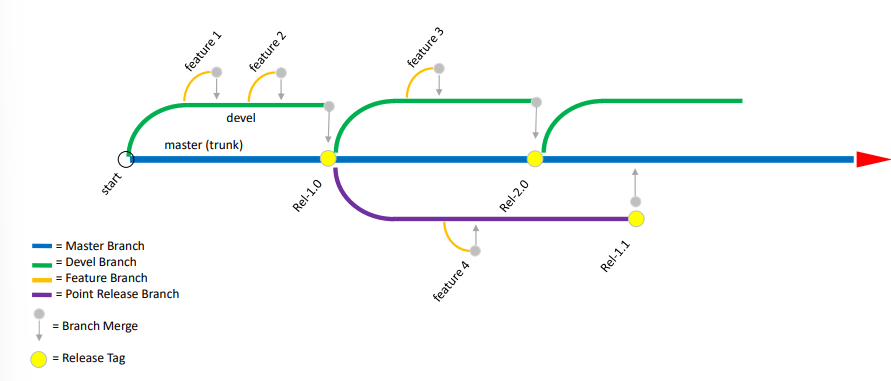 feature 1
feature 2
feature 3
devel
master (trunk)
start
Rel-1.0
Rel-2.0
Rel-1.1
feature 4
= Master Branch
= Devel Branch
= Feature Branch
= Point Release Branch
= Branch Merge
= Release Tag